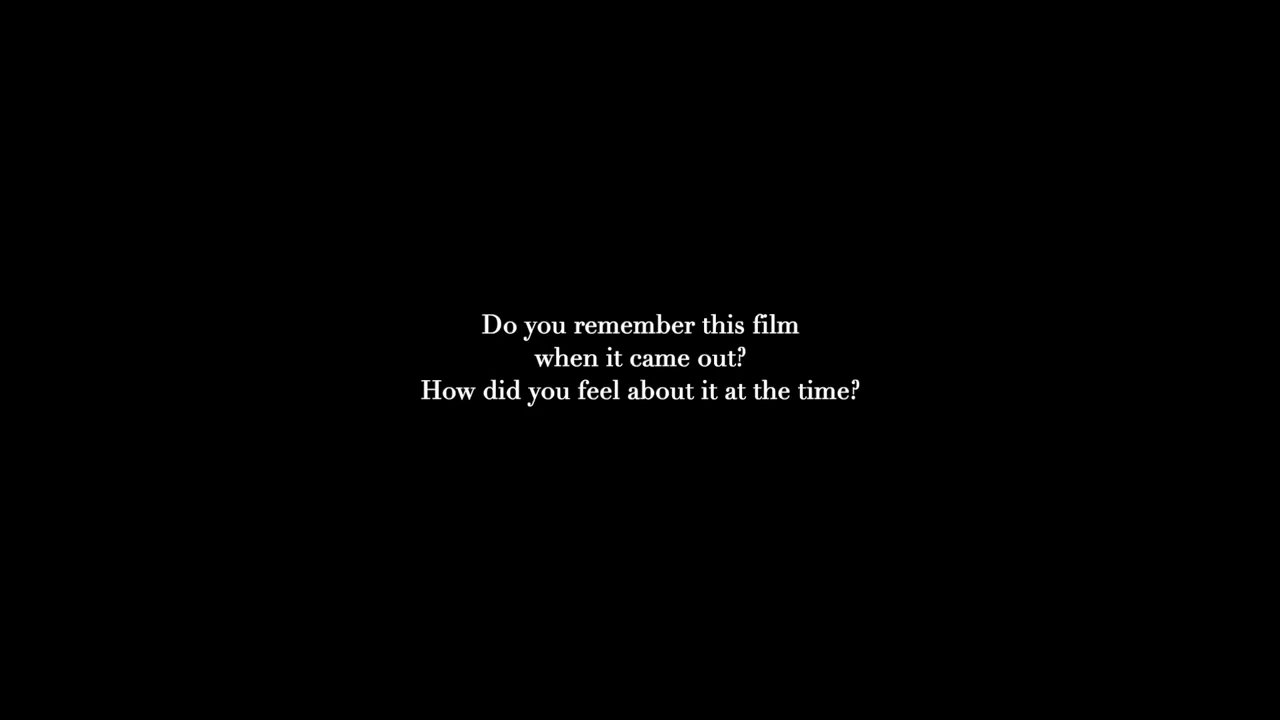 Do you remember this film
when it came out?
How did you feel about it at the time?